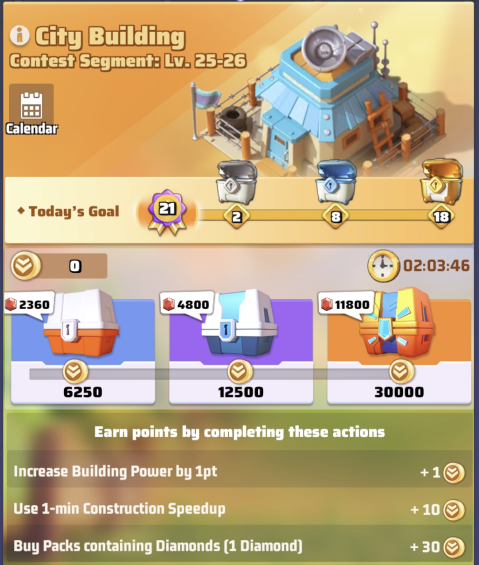 City Building
Contest Segment: Lv. 25-26
Calendar
Today's Goal
21
2
8
18
0
02:03:46
2360
4800
11800
1
1
6250
12500
30000
Earn points by completing these actions
Increase Building Power by 1pt
+ 1
Use 1-min Construction Speedup
+ 10
Buy Packs containing Diamonds (1 Diamond)
+ 30